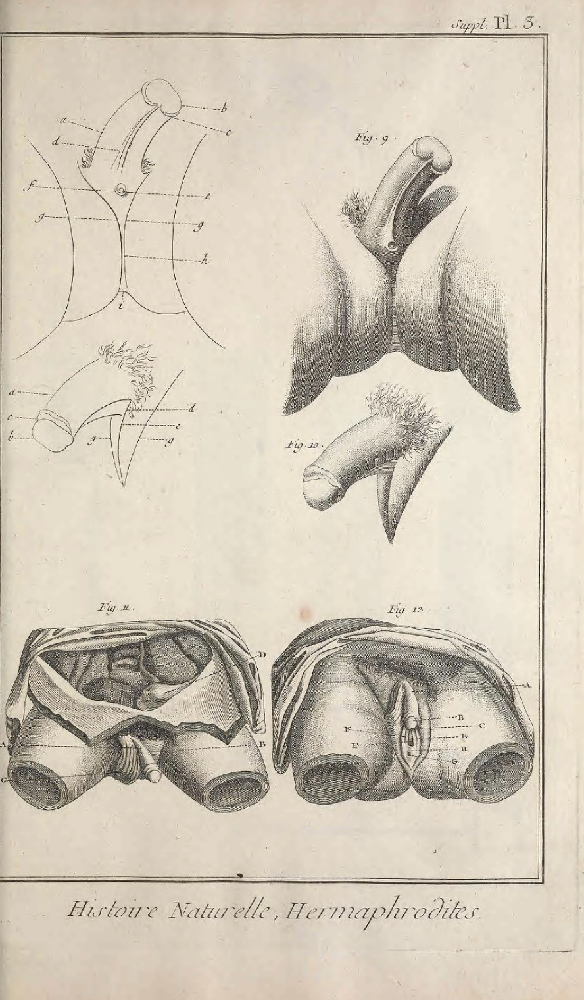 Suppl. Pl. 3.
b
a
c
d
Fig. 9.
f
e
g
g
h
i
a
d
c
e
b
g
g
Fig. 10.
Fig. 11.
Fig. 12.
D
A
B
C
F
E
A
B
H
G
C
Histoire Naturelle, Hermaphrodites.